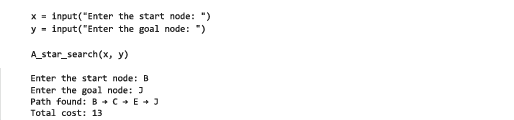 x = input("Enter the start node: ")
y = input("Enter the goal node: ")
A_star_search(x, y)
Enter the start node: B
Enter the goal node: J
Path found: B → C → E → J
Total cost: 13